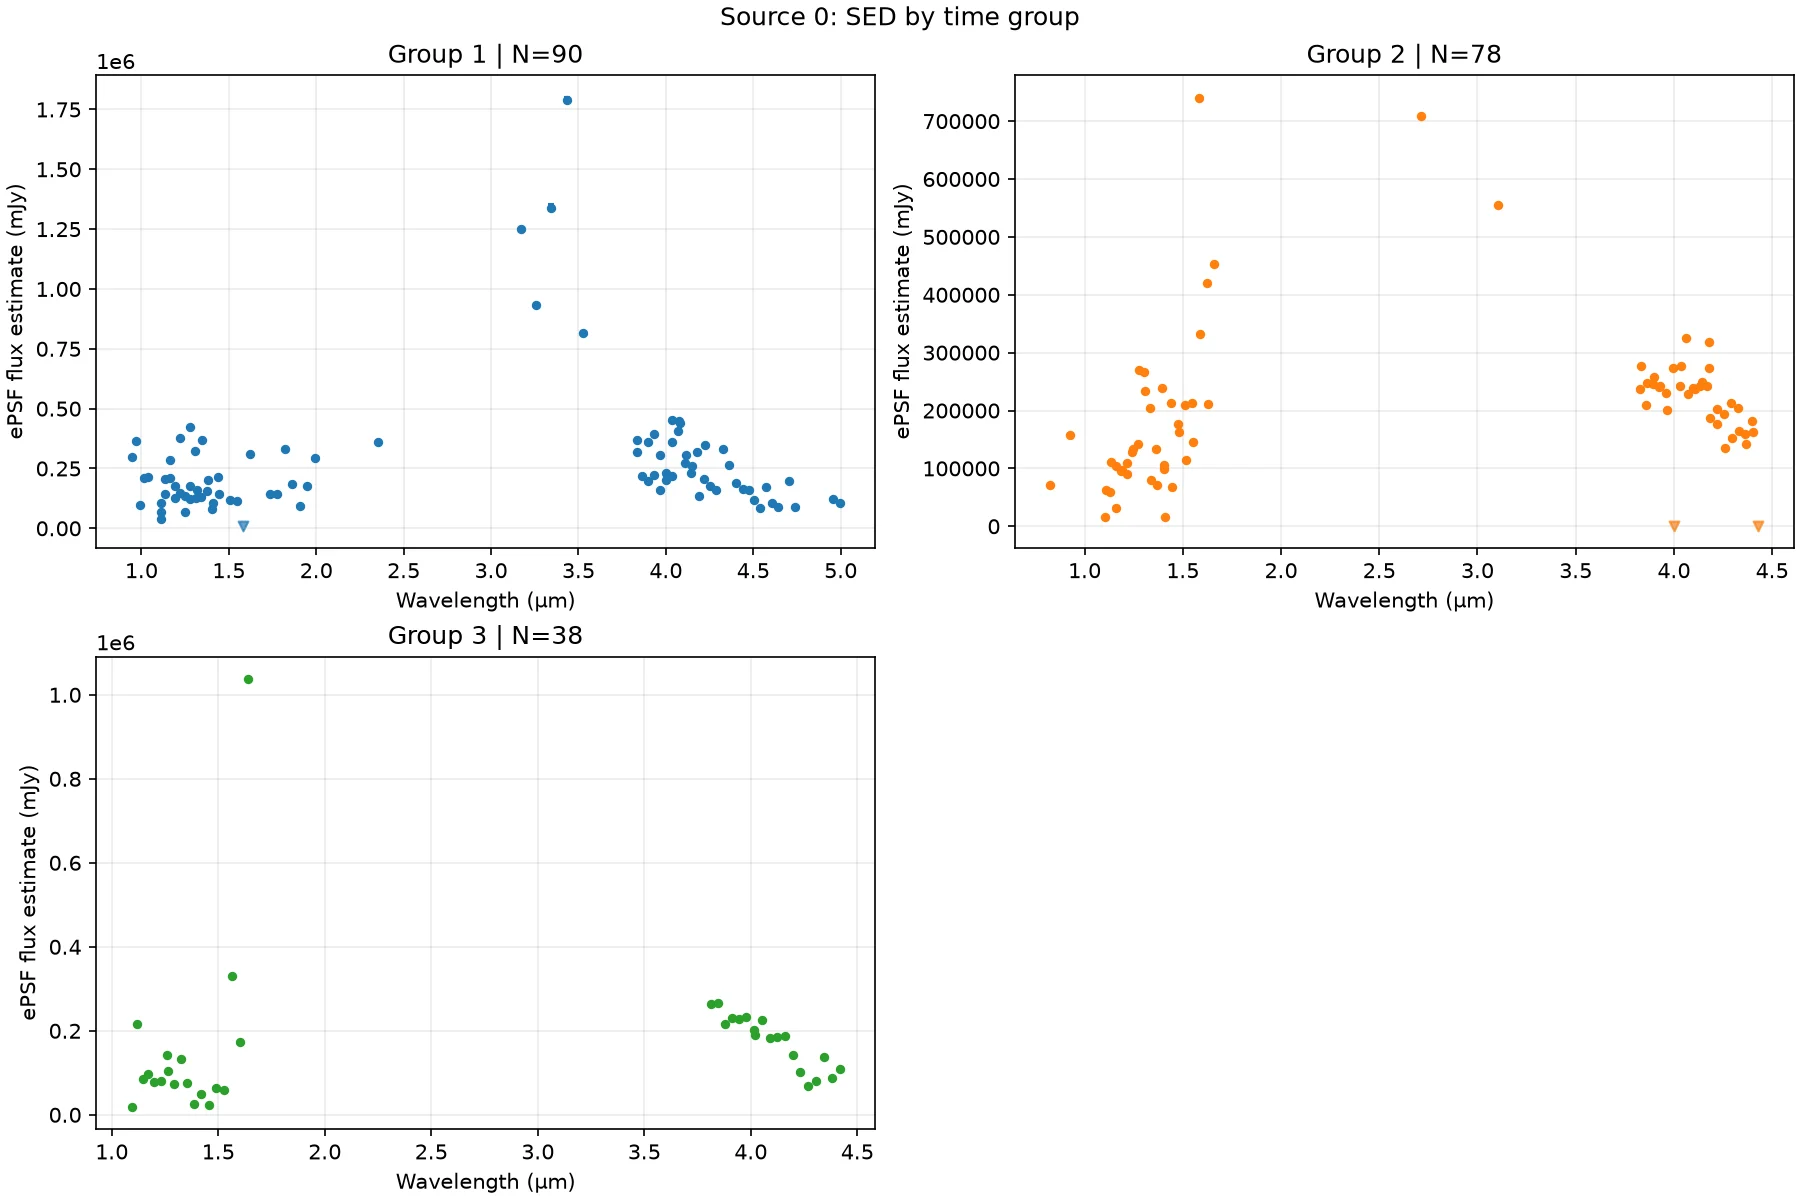 Source 0: SED by time group
Group 1 | N=90
1e6
1.75
1.50
1.25
1.00
0.75
0.50
0.25
0.00
ePSF flux estimate (mJy)
1.0 1.5 2.0 2.5 3.0 3.5 4.0 4.5 5.0
Wavelength (μm)
Group 2 | N=78
700000
600000
500000
400000
300000
200000
100000
0
ePSF flux estimate (mJy)
1.0 1.5 2.0 2.5 3.0 3.5 4.0 4.5
Wavelength (μm)
Group 3 | N=38
1e6
1.0
0.8
0.6
0.4
0.2
0.0
ePSF flux estimate (mJy)
1.0 1.5 2.0 2.5 3.0 3.5 4.0 4.5
Wavelength (μm)